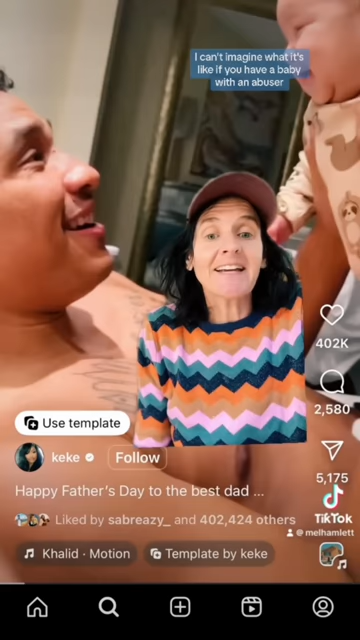 I can't imagine what it's
like if you have a baby
with an abuser
402K
2,580
Use template
keke
Follow
5,175
Happy Father's Day to the best dad ...
TikTok
Liked by sabreazy_ and 402,424 others
@melhamlett
Khalid · Motion
Template by keke